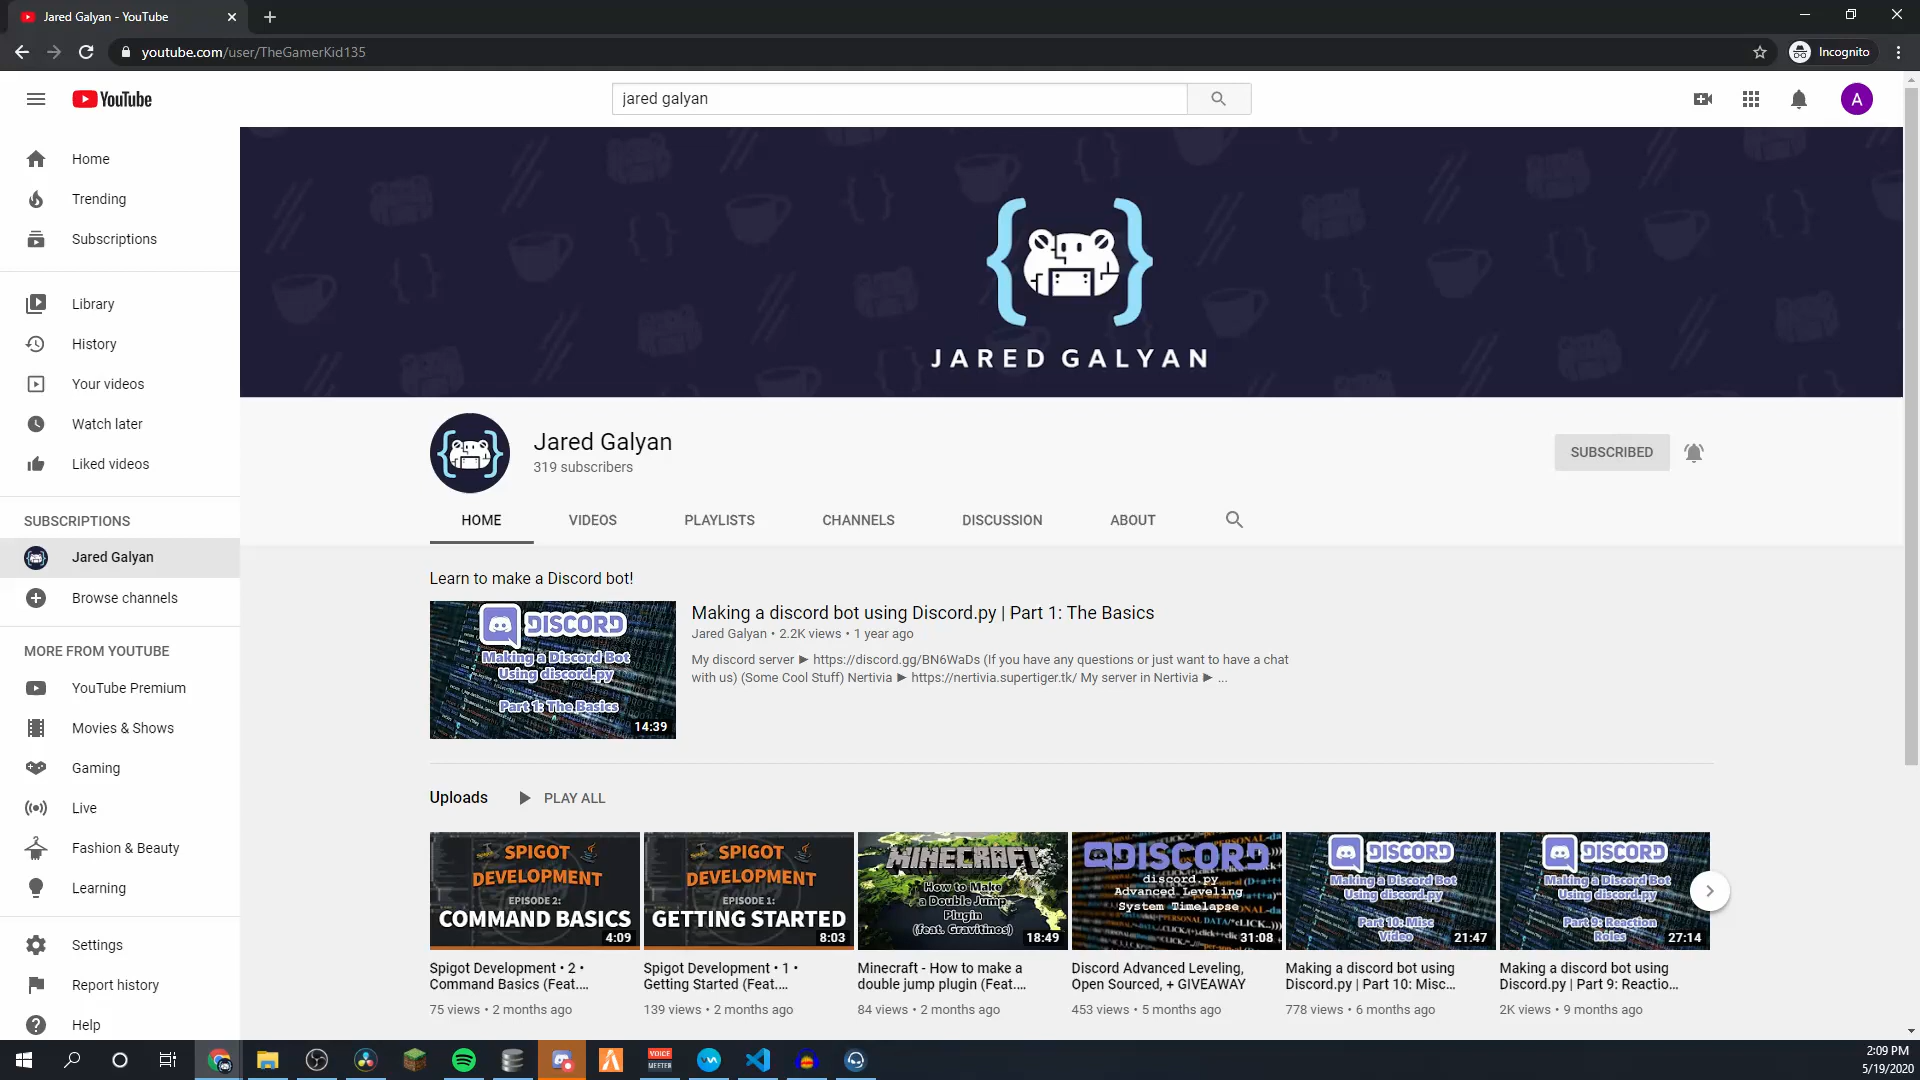 Jared Galyan - YouTube
youtube.com/user/TheGamerKid135
Incognito
YouTube
jared galyan
A
Home
Trending
Subscriptions
Library
History
Your videos
Watch later
Liked videos
SUBSCRIPTIONS
Jared Galyan
Browse channels
MORE FROM YOUTUBE
YouTube Premium
Movies & Shows
Gaming
Live
Fashion & Beauty
Learning
Settings
Report history
Help
JARED GALYAN
Jared Galyan
319 subscribers
SUBSCRIBED
HOME
VIDEOS
PLAYLISTS
CHANNELS
DISCUSSION
ABOUT
Learn to make a Discord bot!
DISCORD
Making a Discord Bot
Using discord.py
Part 1: The Basics
14:39
Making a discord bot using Discord.py | Part 1: The Basics
Jared Galyan • 2.2K views • 1 year ago
My discord server ► https://discord.gg/BN6WaDs (If you have any questions or just want to have a chat
with us) (Some Cool Stuff) Nertivia ► https://nertivia.supertiger.tk/ My server in Nertivia ► ...
Uploads
PLAY ALL
SPIGOT
DEVELOPMENT
EPISODE 2:
COMMAND BASICS
4:09
Spigot Development • 2 •
Command Basics (Feat....
75 views • 2 months ago
SPIGOT
DEVELOPMENT
EPISODE 1:
GETTING STARTED
8:03
Spigot Development • 1 •
Getting Started (Feat....
139 views • 2 months ago
MINECRAFT
How to Make
a Double Jump
Plugin
(feat. Gravitinos)
18:49
Minecraft - How to make a
double jump plugin (Feat....
84 views • 2 months ago
DISCORD
discord.py
Advanced Leveling
System Timelapse
31:08
Discord Advanced Leveling,
Open Sourced, + GIVEAWAY
453 views • 5 months ago
DISCORD
Making a Discord Bot
Using discord.py
Part 10: Misc
Video
21:47
Making a discord bot using
Discord.py | Part 10: Misc...
778 views • 6 months ago
DISCORD
Making a Discord Bot
Using discord.py
Part 9: Reaction
Roles
27:14
Making a discord bot using
Discord.py | Part 9: Reactio...
2K views • 9 months ago
VOICE
MEETER
2:09 PM
5/19/2020